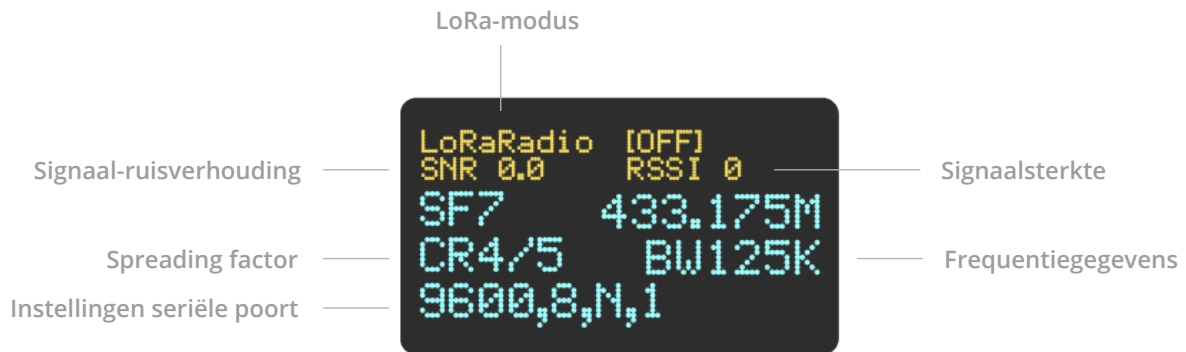 LoRa-modus
LoRaRadio [OFF]
Signaal-ruisverhouding SNR 0.0 RSSI 0 Signaalsterkte
SF7 433.175M
Spreading factor CR4/5 BW125K Frequentiegegevens
Instellingen seriële poort 9600,8,N,1